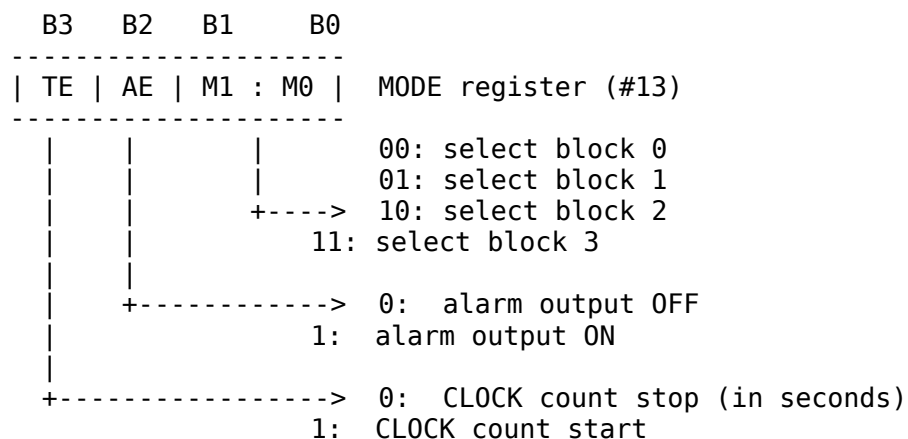 B3  B2   B1     B0
---------------------
| TE | AE | M1 : M0 |  MODE register (#13)
---------------------
  |    |       |       00: select block 0
  |    |       |       01: select block 1
  |    |       +---->  10: select block 2
  |    |           11: select block 3
  |    |
  |    +------------>  0:  alarm output OFF
  |                1:  alarm output ON
  |
  +----------------->  0:  CLOCK count stop (in seconds)
                   1:  CLOCK count start